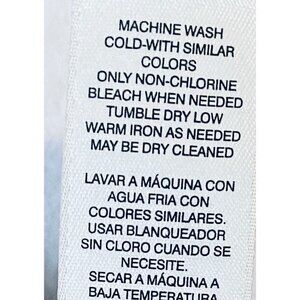 MACHINE WASH
COLD-WITH SIMILAR
COLORS
ONLY NON-CHLORINE
BLEACH WHEN NEEDED
TUMBLE DRY LOW
WARM IRON AS NEEDED
MAY BE DRY CLEANED
LAVAR A MÁQUINA CON
AGUA FRIA CON
COLORES SIMILARES.
USAR BLANQUEADOR
SIN CLORO CUANDO SE
NECESITE.
SECAR A MÁQUINA A
BAJA TEMPERATURA